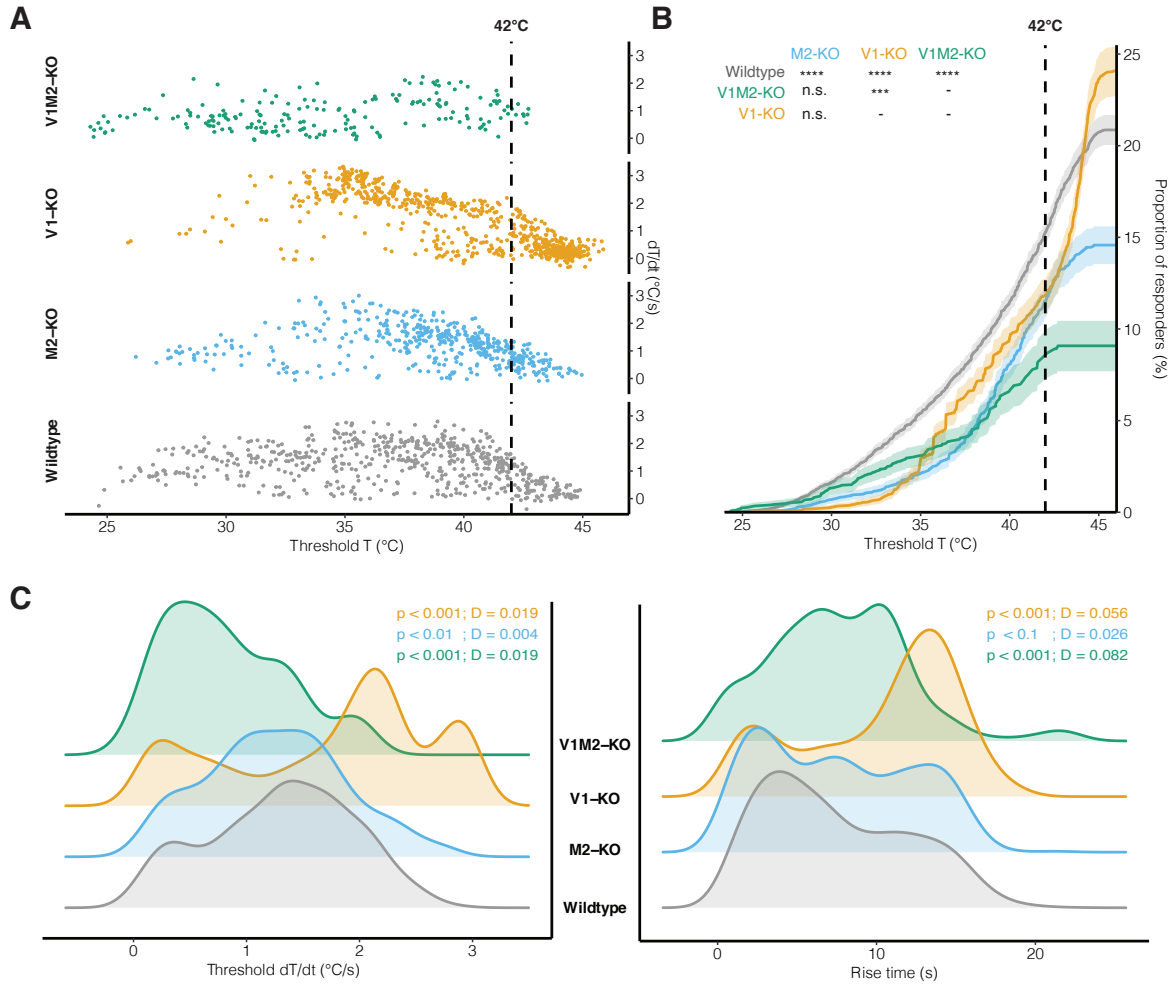 A
42°C
V1M2–KO
3
2
1
0
V1–KO
3
2
1
0
dT/dt (°C/s)
M2–KO
3
2
1
0
Wildtype
3
2
1
0
25 30 35 40 45
Threshold T (°C)
B
42°C
M2-KO V1-KO V1M2-KO
Wildtype **** **** ****
V1M2-KO n.s. *** -
V1-KO n.s. - -
25
20
15
10
5
0
Proportion of responders (%)
25 30 35 40 45
Threshold T (°C)
C
p < 0.001; D = 0.019
p < 0.01 ; D = 0.004
p < 0.001; D = 0.019
0 1 2 3
Threshold dT/dt (°C/s)
V1M2–KO
V1–KO
M2–KO
Wildtype
p < 0.001; D = 0.056
p < 0.1 ; D = 0.026
p < 0.001; D = 0.082
0 10 20
Rise time (s)